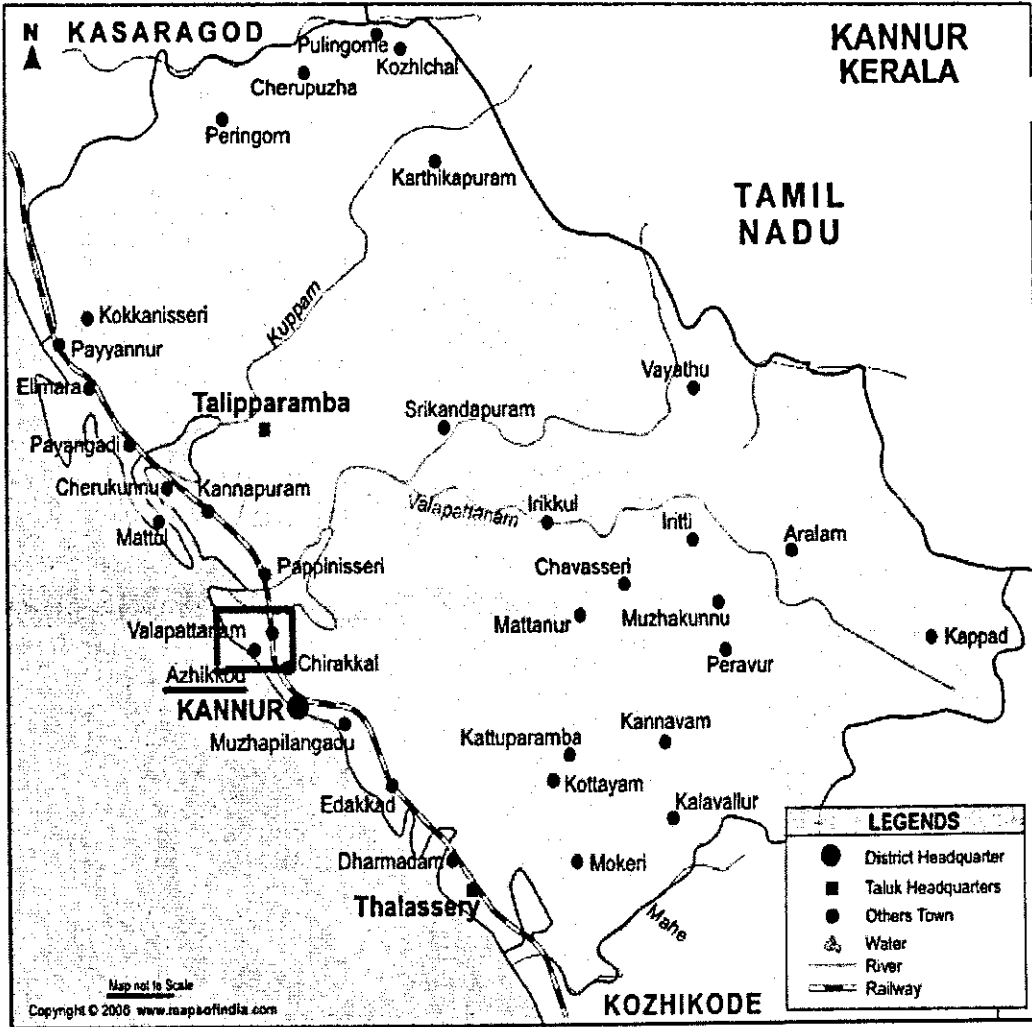 N
KASARAGOD
KANNUR
KERALA
Pulingome
Kozhichal
Cherupuzha
Peringom
Karthikapuram
TAMIL
NADU
Kuppam
Kokkanisseri
Payyannur
Elimara
Vayathu
Talipparamba
Srikandapuram
Payangadi
Cherukunnu
Kannapuram
Valapattanam
Irikkul
Mattul
Iritti
Aralam
Pappinisseri
Chavasseri
Mattanur
Muzhakunnu
Valapattanam
Kappad
Chirakkal
Peravur
Azhikkod
KANNUR
Muzhapilangadu
Kannavam
Kattuparamba
Kottayam
Edakkad
Kalavallur
LEGENDS
District Headquarter
Taluk Headquarters
Others Town
Water
River
Railway
Dharmadam
Mokeri
Thalassery
Mahe
Map not to Scale
Copyright © 2008 www.mapsofindia.com
KOZHIKODE